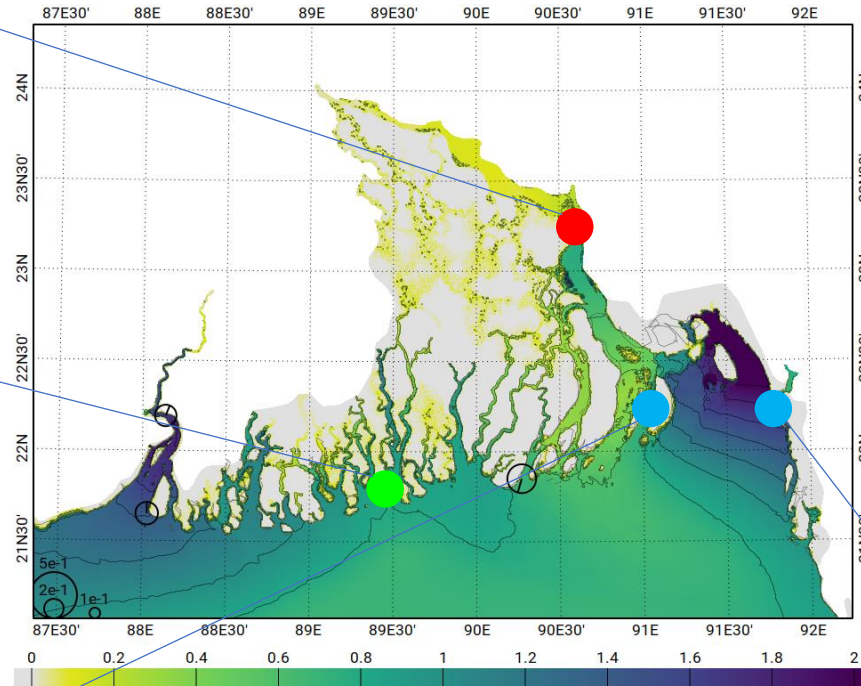 87E30' 88E 88E30' 89E 89E30' 90E 90E30' 91E 91E30' 92E
24N
23N30'
23N
22N30'
22N
21N30'
5e-1
2e-1
1e-1
87E30' 88E 88E30' 89E 89E30' 90E 90E30' 91E 91E30' 92E
0 0.2 0.4 0.6 0.8 1 1.2 1.4 1.6 1.8 2